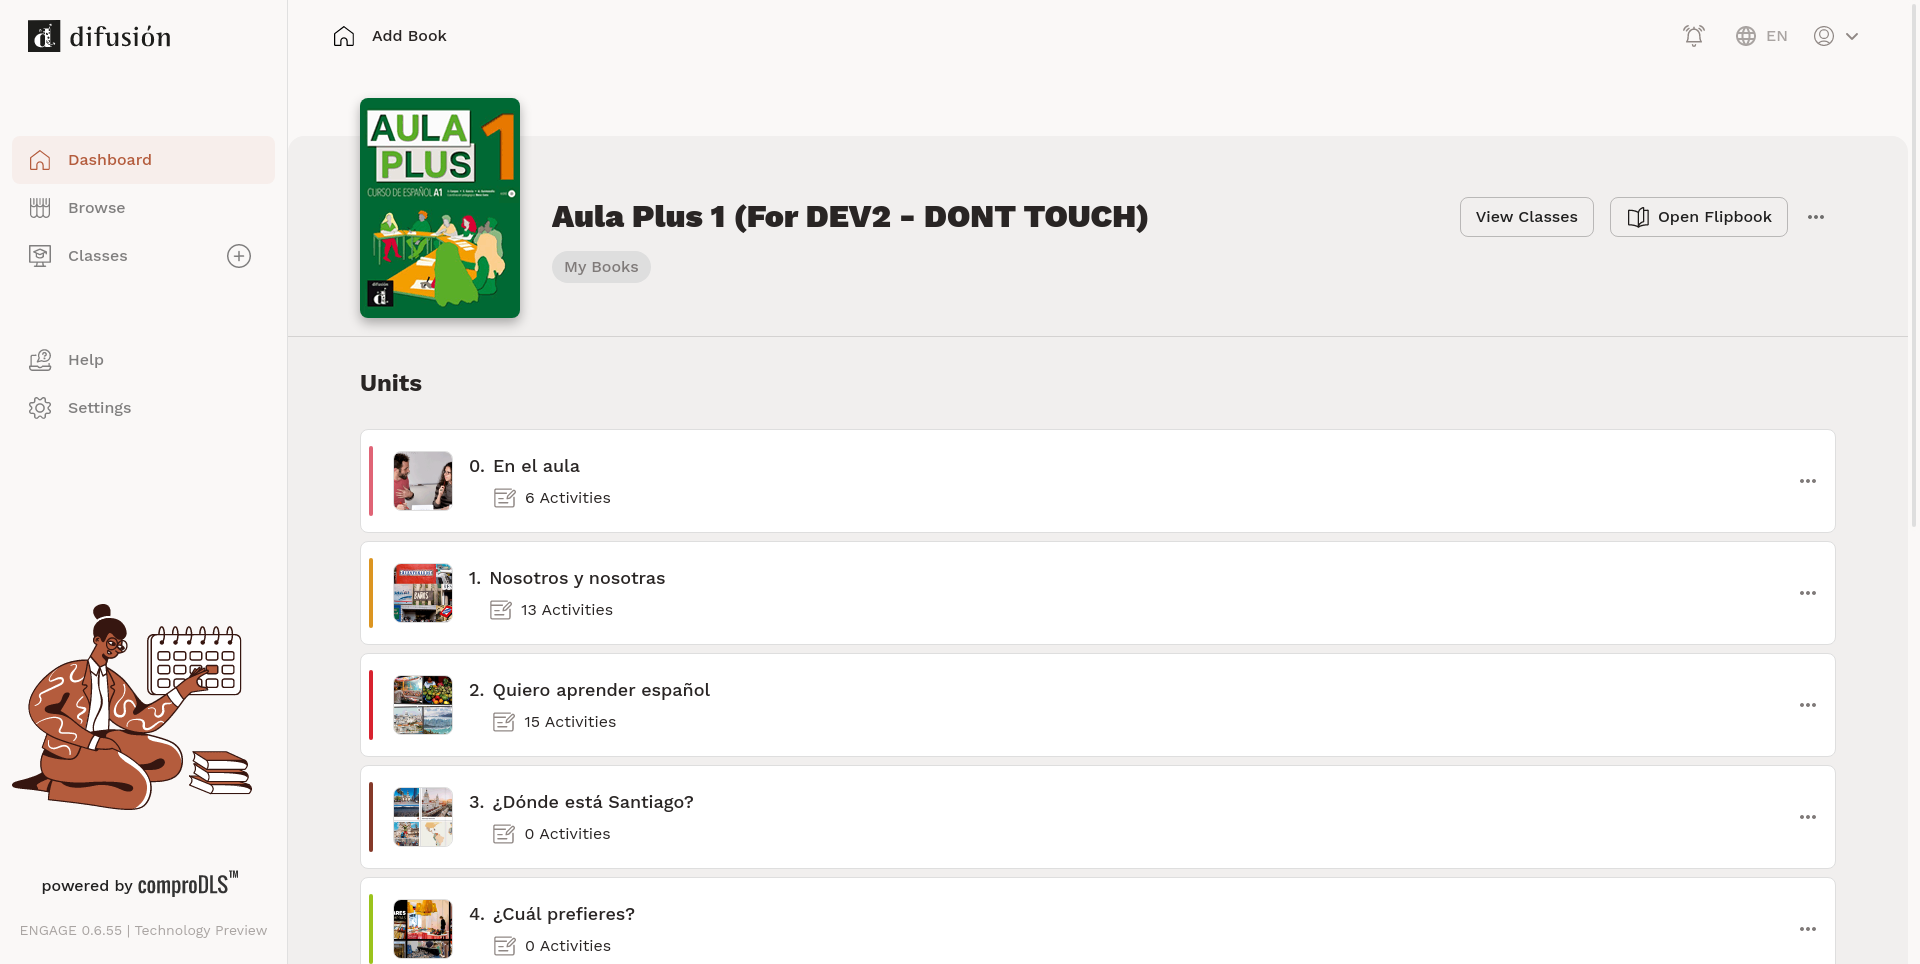 difusión
Add Book
EN
Dashboard
Browse
Classes
Help
Settings
powered by comproDLS™
ENGAGE 0.6.55 | Technology Preview
AULA 1
PLUS
CURSO DE ESPAÑOL A1
difusión
Aula Plus 1 (For DEV2 - DONT TOUCH)
My Books
View Classes
Open Flipbook
Units
0. En el aula
6 Activities
1. Nosotros y nosotras
13 Activities
2. Quiero aprender español
15 Activities
3. ¿Dónde está Santiago?
0 Activities
4. ¿Cuál prefieres?
0 Activities